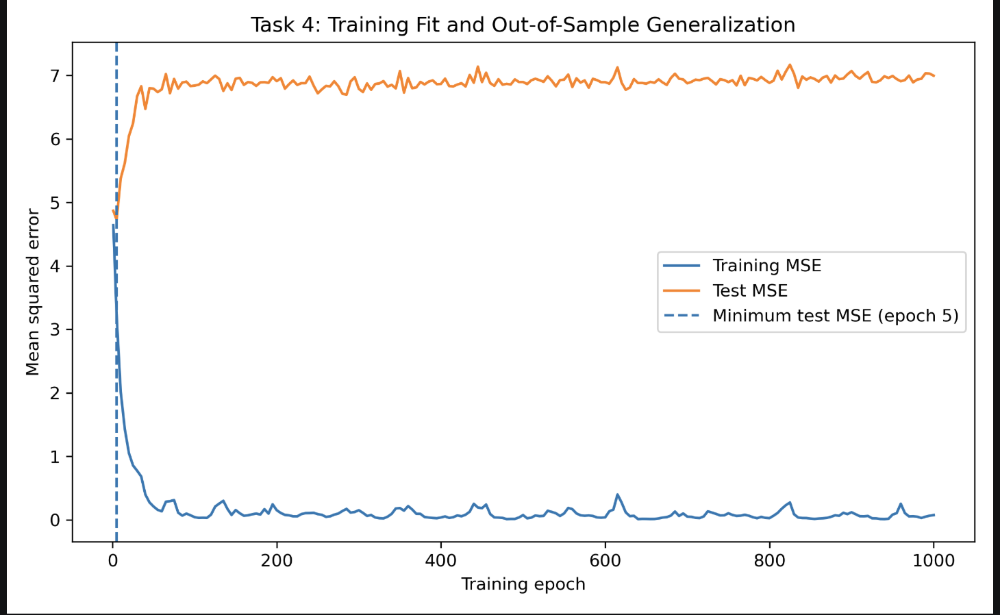 Task 4: Training Fit and Out-of-Sample Generalization
7
6
5
4
3
2
1
0
Mean squared error
Training MSE
Test MSE
Minimum test MSE (epoch 5)
0 200 400 600 800 1000
Training epoch